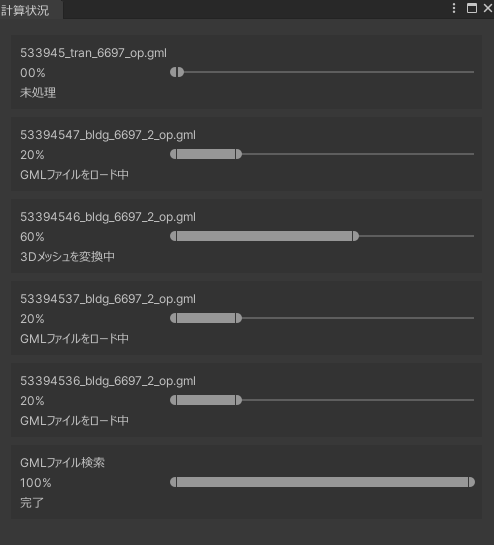 計算状況
533945_tran_6697_op.gml
00%
未処理
53394547_bldg_6697_2_op.gml
20%
GMLファイルをロード中
53394546_bldg_6697_2_op.gml
60%
3Dメッシュを変換中
53394537_bldg_6697_2_op.gml
20%
GMLファイルをロード中
53394536_bldg_6697_2_op.gml
20%
GMLファイルをロード中
GMLファイル検索
100%
完了